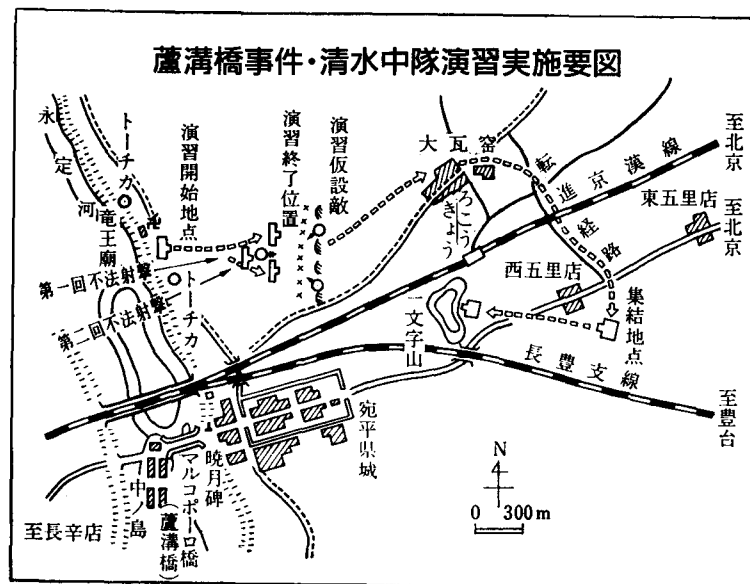 蘆溝橋事件・清水中隊演習実施要図
永定河
トーチカ
竜王廟
演習開始地点
演習終了位置
演習仮設敵
大瓦窑
転進経路
京漢線
至北京
東五里店
至北京
ろこうきょう
西五里店
集結地点
第一回不法射撃
第二回不法射撃
トーチカ
一文字山
長豊支線
至豊台
宛平県城
暁月碑
マルコポーロ橋
(蘆溝橋)
中ノ島
至長辛店
N
0 300m